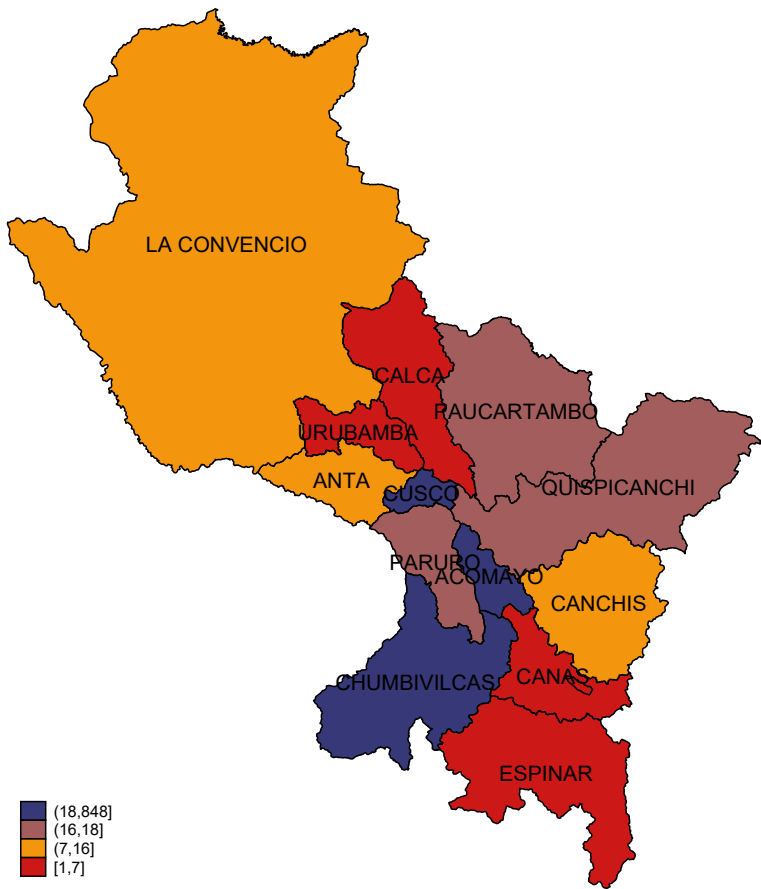 LA CONVENCIO
CALCA
PAUCARTAMBO
URUBAMBA
ANTA
CUSCO
QUISPICANCHI
PARURO
ACOMAYO
CANCHIS
CHUMBIVILCAS
CANAS
ESPINAR
(18,848]
(16,18]
(7,16]
[1,7]